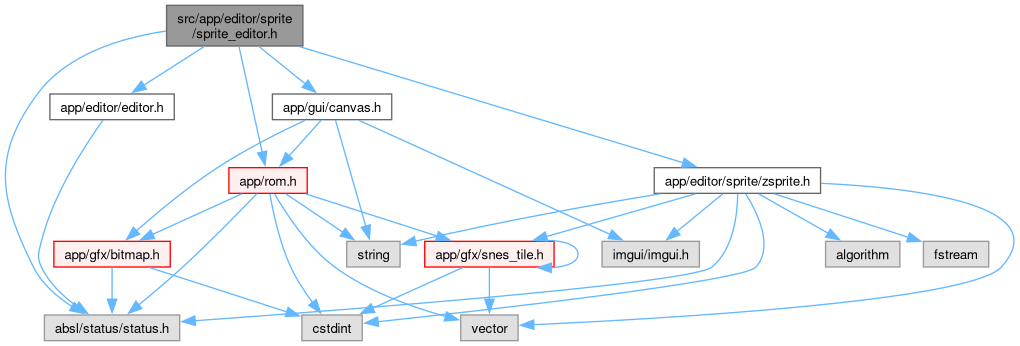 src/app/editor/sprite
/sprite_editor.h
app/editor/editor.h
app/gui/canvas.h
app/rom.h
app/editor/sprite/zsprite.h
app/gfx/bitmap.h
string
app/gfx/snes_tile.h
imgui/imgui.h
algorithm
fstream
absl/status/status.h
cstdint
vector